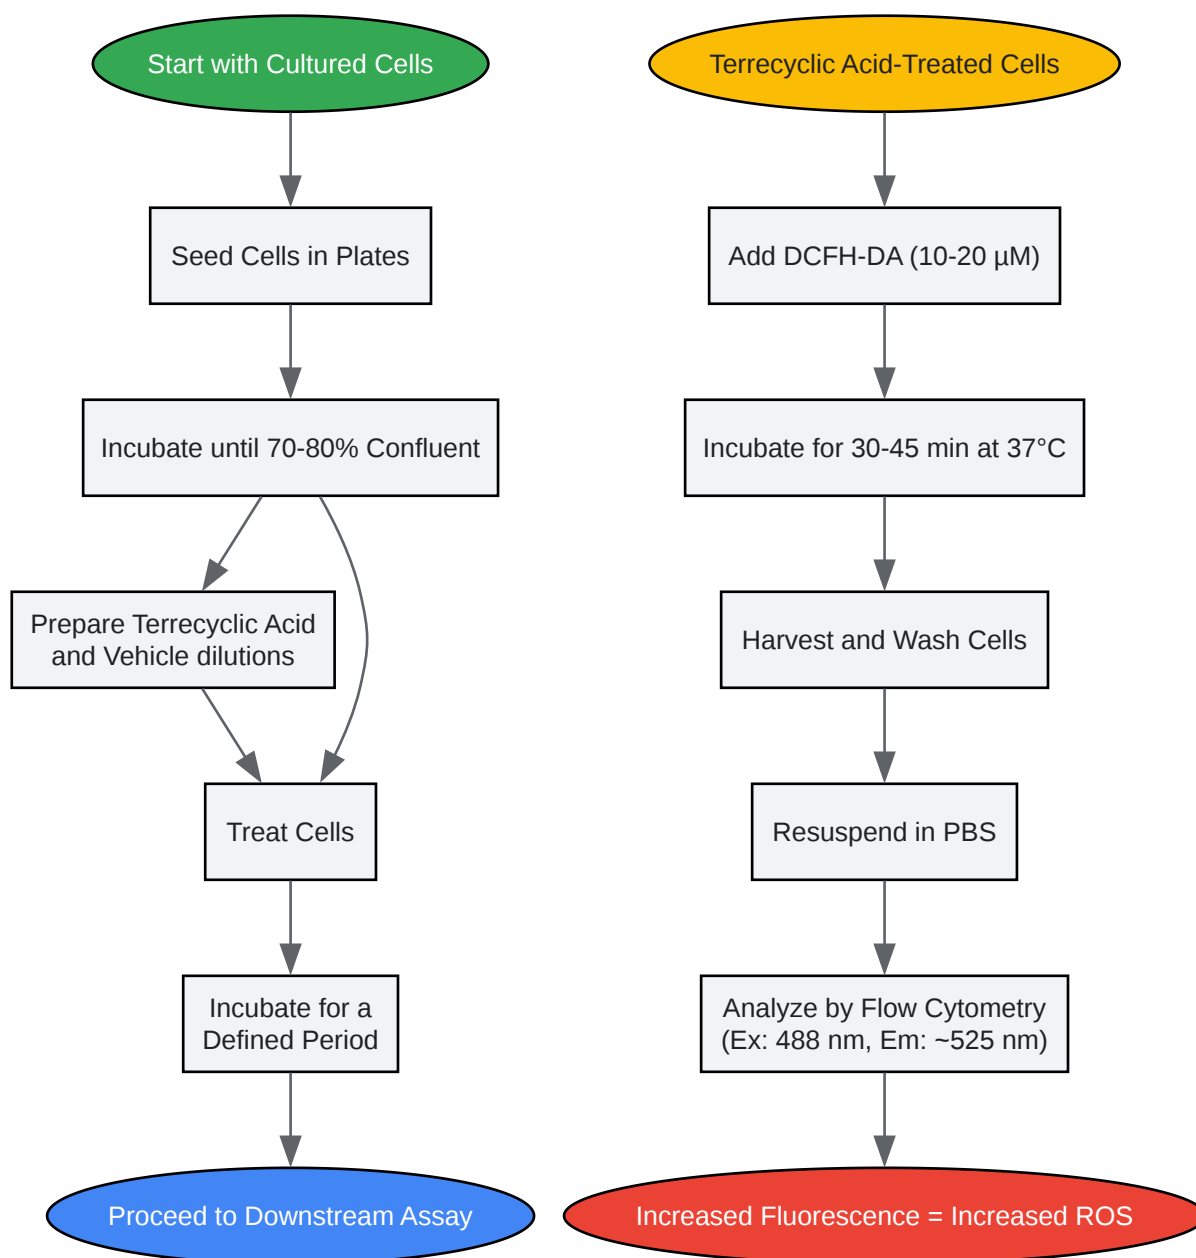 Start with Cultured Cells
Seed Cells in Plates
Incubate until 70-80% Confluent
Prepare Terrecyclic Acid
and Vehicle dilutions
Treat Cells
Incubate for a
Defined Period
Proceed to Downstream Assay
Terrecyclic Acid-Treated Cells
Add DCFH-DA (10-20 µM)
Incubate for 30-45 min at 37°C
Harvest and Wash Cells
Resuspend in PBS
Analyze by Flow Cytometry
(Ex: 488 nm, Em: ~525 nm)
Increased Fluorescence = Increased ROS